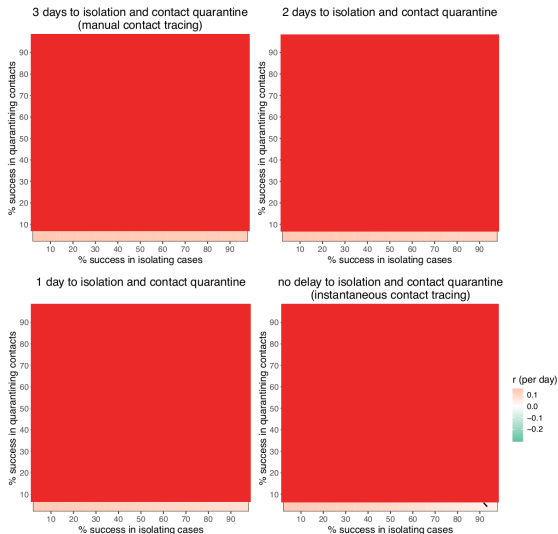 3 days to isolation and contact quarantine
(manual contact tracing)
2 days to isolation and contact quarantine
% success in quarantining contacts
90
80
70
60
50
40
30
20
10
10 20 30 40 50 60 70 80 90
% success in isolating cases
% success in quarantining contacts
90
80
70
60
50
40
30
20
10
10 20 30 40 50 60 70 80 90
% success in isolating cases
1 day to isolation and contact quarantine
no delay to isolation and contact quarantine
(instantaneous contact tracing)
% success in quarantining contacts
90
80
70
60
50
40
30
20
10
10 20 30 40 50 60 70 80 90
% success in isolating cases
% success in quarantining contacts
90
80
70
60
50
40
30
20
10
10 20 30 40 50 60 70 80 90
% success in isolating cases
r (per day)
0.1
0.0
−0.1
−0.2